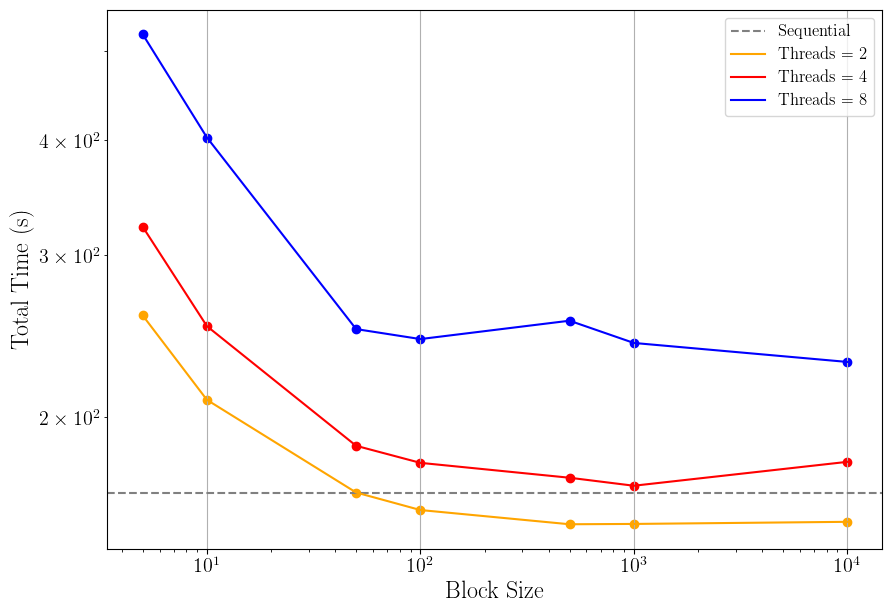 Total Time (s)
4 × 10²
3 × 10²
2 × 10²
Sequential
Threads = 2
Threads = 4
Threads = 8
10¹ 10² 10³ 10⁴
Block Size